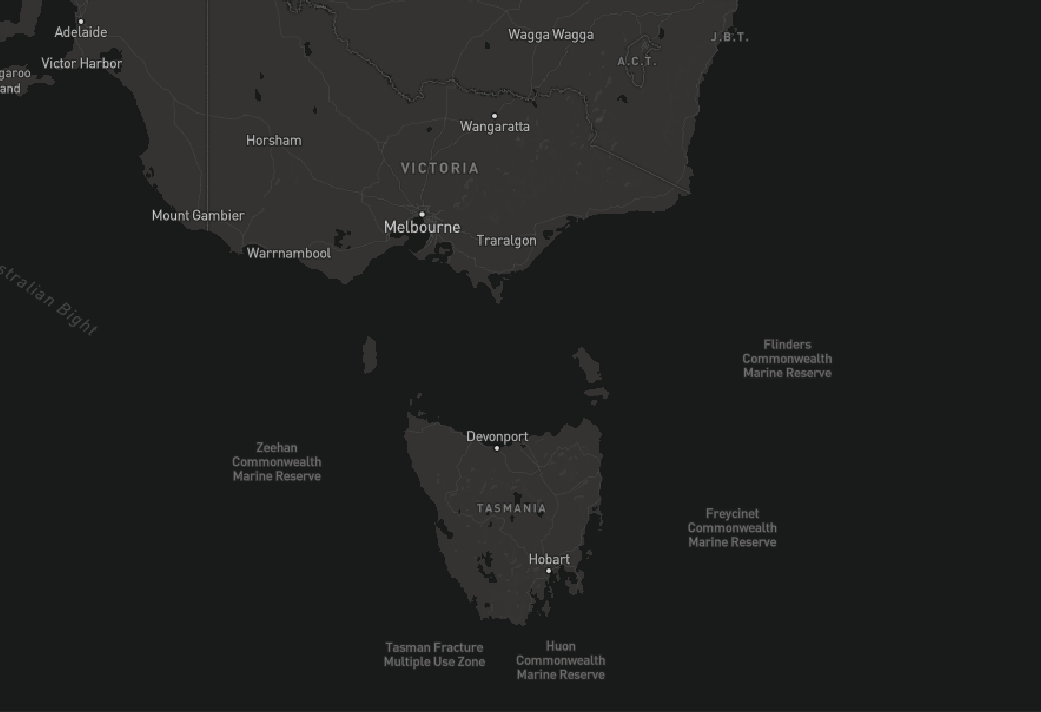 Adelaide
Wagga Wagga
J.B.T.
A.C.T.
Victor Harbor
garoo
and
Wangaratta
Horsham
VICTORIA
Mount Gambier
Melbourne
Traralgon
Warrnambool
stralian Bight
Flinders
Commonwealth
Marine Reserve
Devonport
Zeehan
Commonwealth
Marine Reserve
TASMANIA
Freycinet
Commonwealth
Marine Reserve
Hobart
Tasman Fracture
Multiple Use Zone
Huon
Commonwealth
Marine Reserve